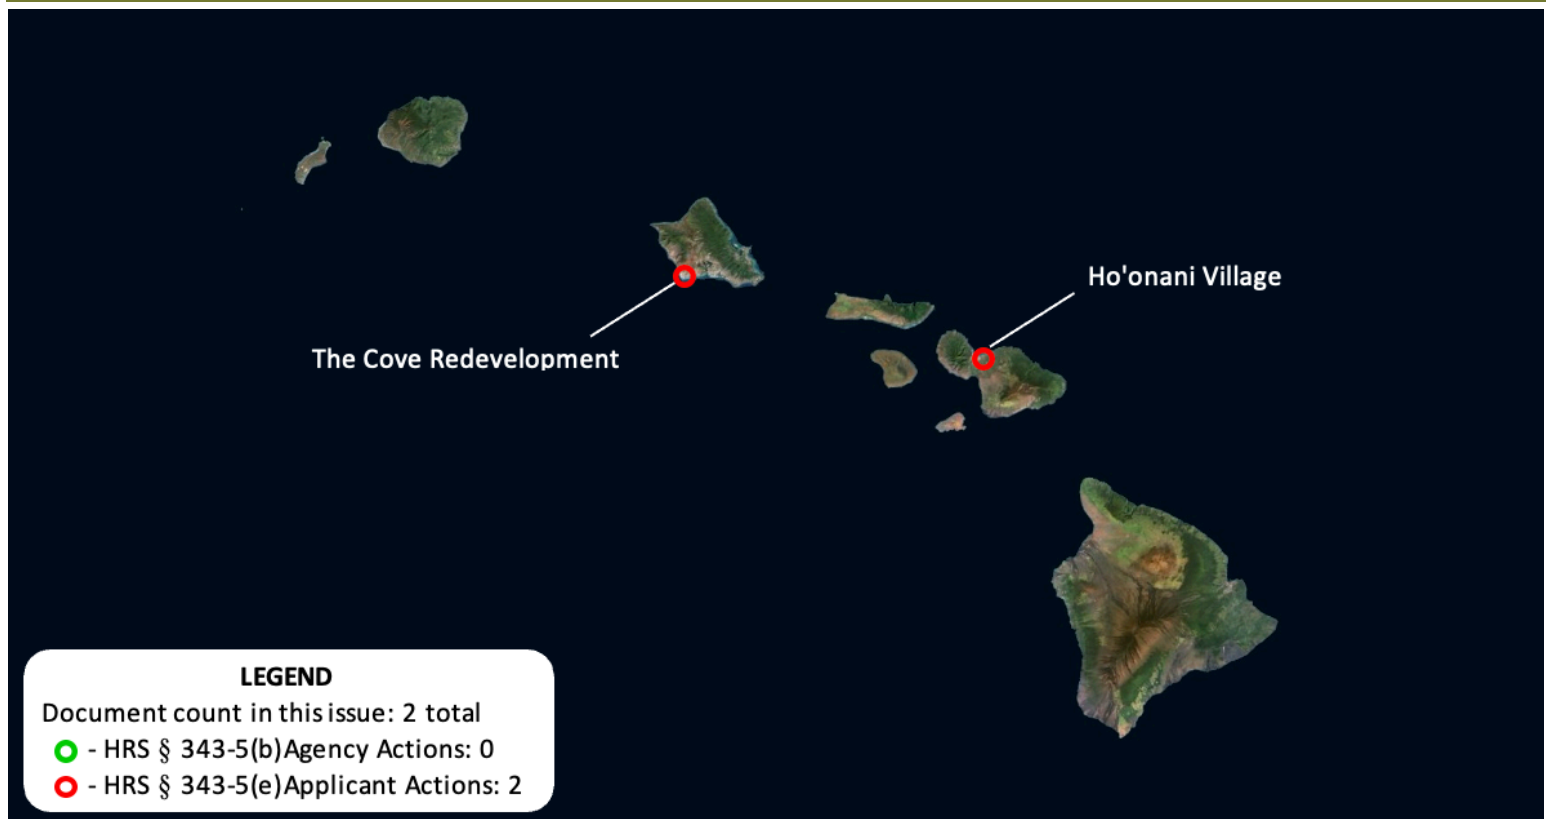 Ho'onani Village
The Cove Redevelopment
LEGEND
Document count in this issue: 2 total
- HRS § 343-5(b)Agency Actions: 0
- HRS § 343-5(e)Applicant Actions: 2